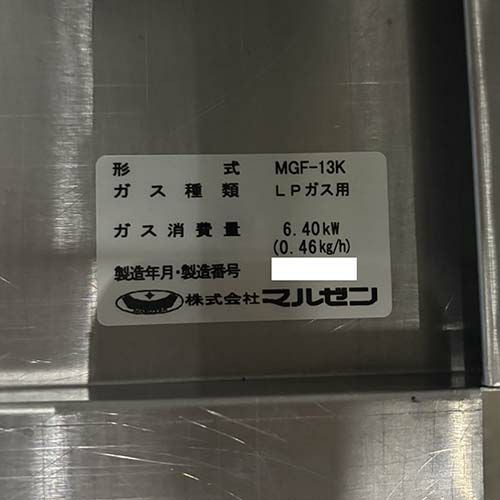 形式 MGF-13K
ガス種類 LPガス用
ガス消費量 6.40kW
(0.46kg/h)
製造年月・製造番号
株式会社マルゼン